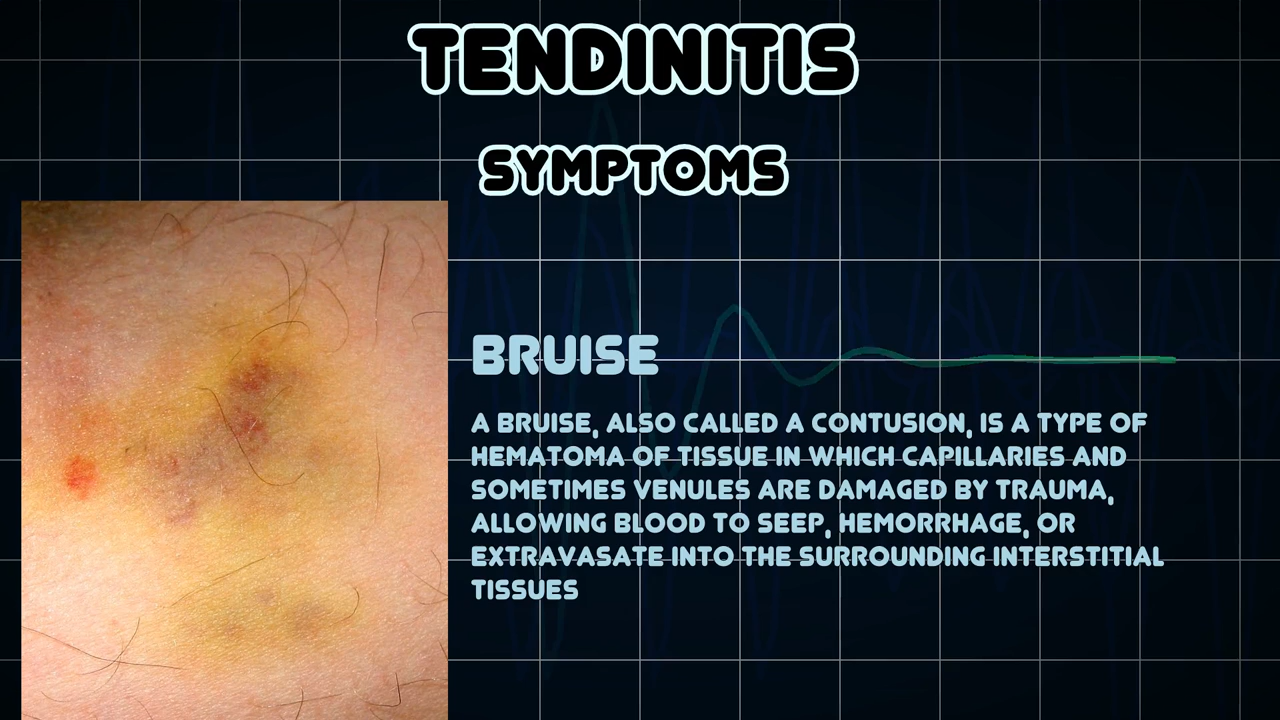 TENDINITIS
SYMPTOMS
BRUISE
A BRUISE, ALSO CALLED A CONTUSION, IS A TYPE OF
HEMATOMA OF TISSUE IN WHICH CAPILLARIES AND
SOMETIMES VENULES ARE DAMAGED BY TRAUMA,
ALLOWING BLOOD TO SEEP, HEMORRHAGE, OR
EXTRAVASATE INTO THE SURROUNDING INTERSTITIAL
TISSUES